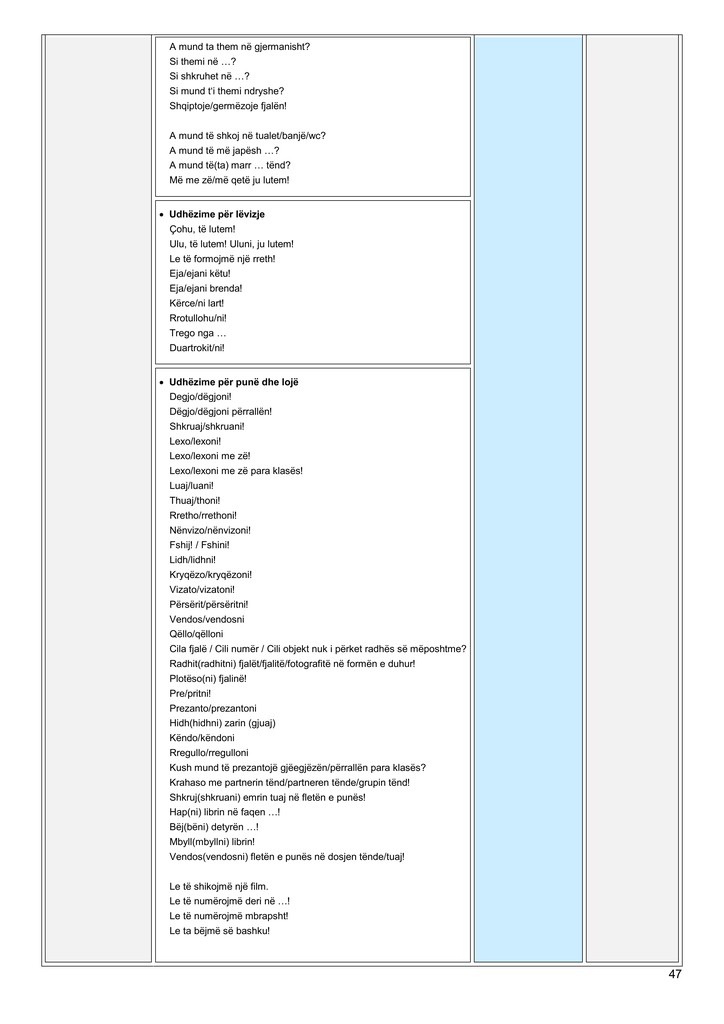 A mund ta them në gjermanisht?
Si themi në …?
Si shkruhet në …?
Si mund t'i themi ndryshe?
Shqiptoje/germëzoje fjalën!
A mund të shkoj në tualet/banjë/wc?
A mund të më japësh …?
A mund të(ta) marr … tënd?
Më me zë/më qetë ju lutem!
• Udhëzime për lëvizje
Çohu, të lutem!
Ulu, të lutem! Uluni, ju lutem!
Le të formojmë një rreth!
Eja/ejani këtu!
Eja/ejani brenda!
Kërce/ni lart!
Rrotullohu/ni!
Trego nga …
Duartrokit/ni!
• Udhëzime për punë dhe lojë
Degjo/dëgjoni!
Dëgjo/dëgjoni përrallën!
Shkruaj/shkruani!
Lexo/lexoni!
Lexo/lexoni me zë!
Lexo/lexoni me zë para klasës!
Luaj/luani!
Thuaj/thoni!
Rretho/rrethoni!
Nënvizo/nënvizoni!
Fshij! / Fshini!
Lidh/lidhni!
Kryqëzo/kryqëzoni!
Vizato/vizatoni!
Përsërit/përsëritni!
Vendos/vendosni
Qëllo/qëlloni
Cila fjalë / Cili numër / Cili objekt nuk i përket radhës së mëposhtme?
Radhit(radhitni) fjalët/fjalitë/fotografitë në formën e duhur!
Plotëso(ni) fjalinë!
Pre/pritni!
Prezanto/prezantoni
Hidh(hidhni) zarin (gjuaj)
Këndo/këndoni
Rregullo/rregulloni
Kush mund të prezantojë gjëegjëzën/përrallën para klasës?
Krahaso me partnerin tënd/partneren tënde/grupin tënd!
Shkruj(shkruani) emrin tuaj në fletën e punës!
Hap(ni) librin në faqen …!
Bëj(bëni) detyrën …!
Mbyll(mbyllni) librin!
Vendos(vendosni) fletën e punës në dosjen tënde/tuaj!
Le të shikojmë një film.
Le të numërojmë deri në …!
Le të numërojmë mbrapsht!
Le ta bëjmë së bashku!
47